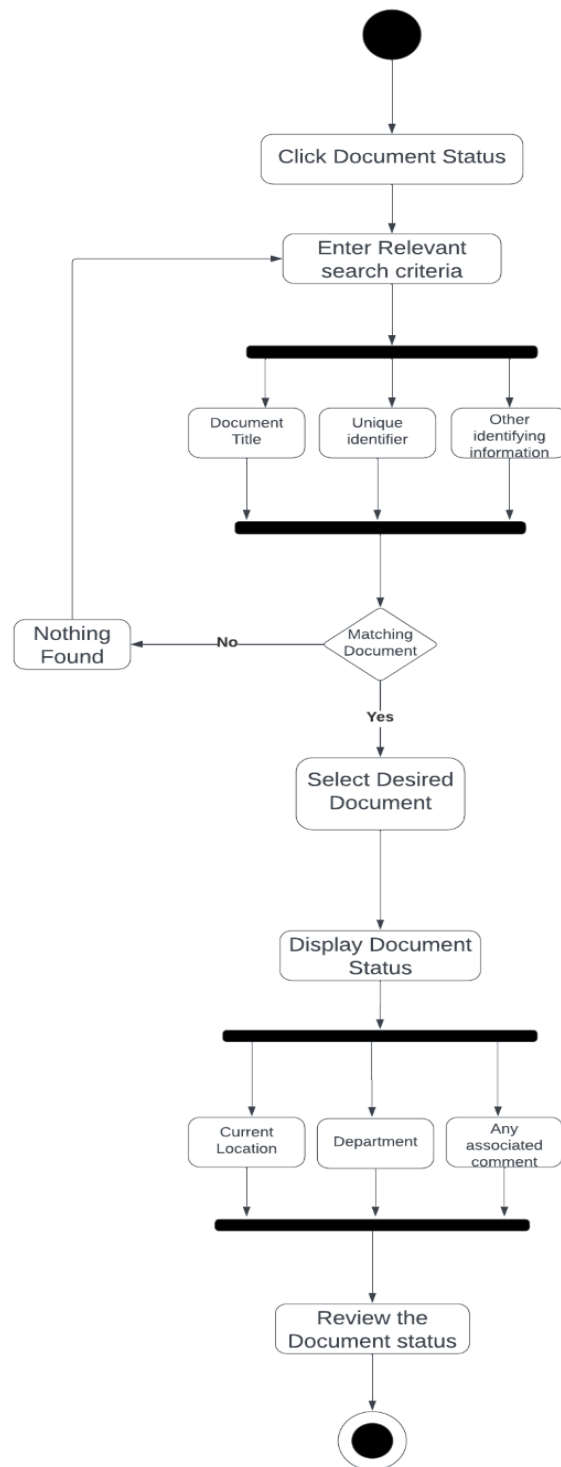 Click Document Status
Enter Relevant
search criteria
Document
Title
Unique
identifier
Other
identifying
information
Matching
Document
No
Nothing
Found
Yes
Select Desired
Document
Display Document
Status
Current
Location
Department
Any
associated
comment
Review the
Document status